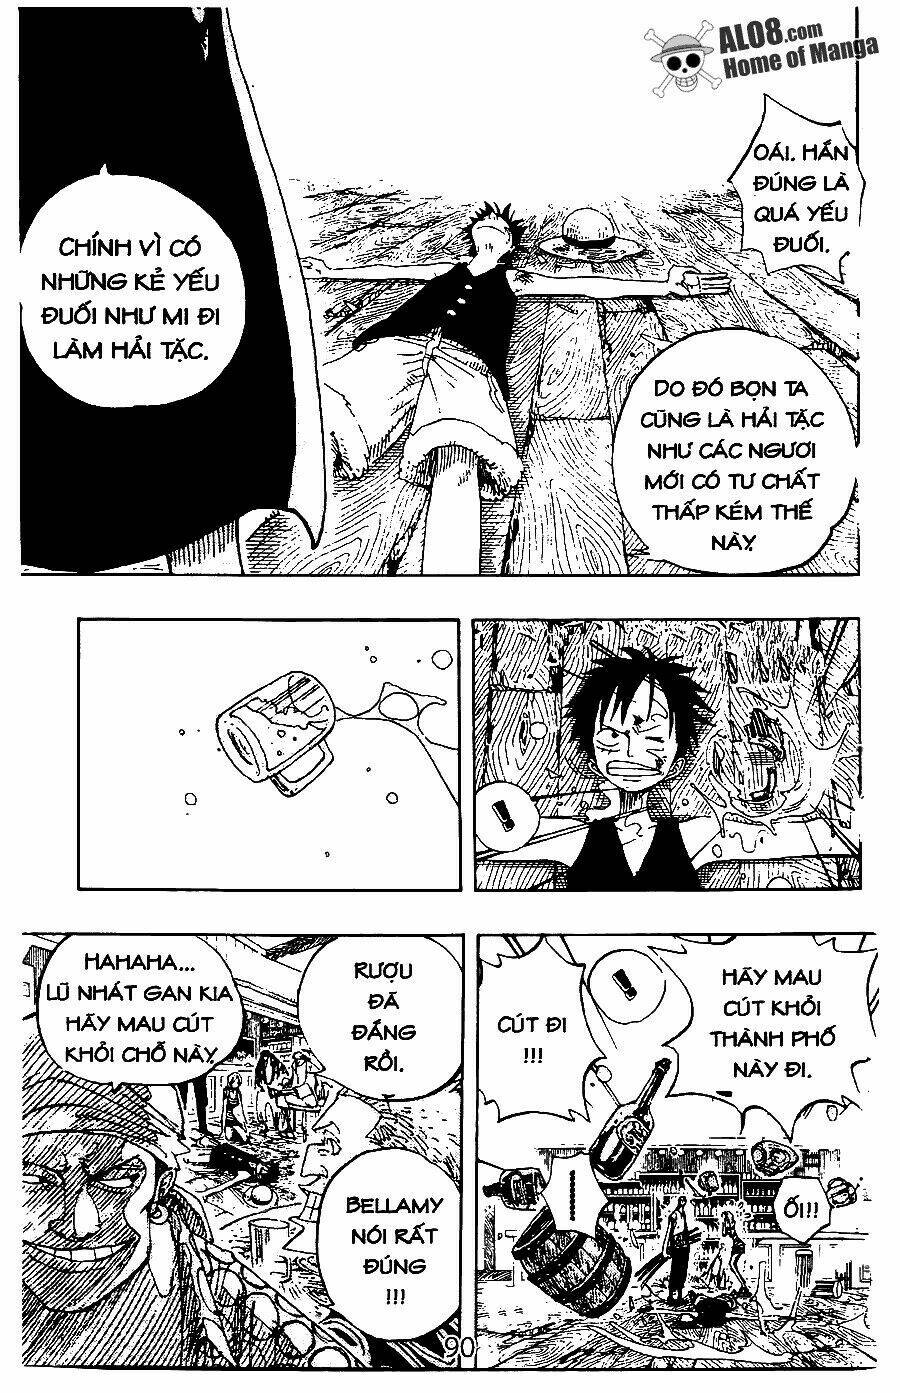 AL08.com
Home of Manga
OÁI. HẮN
ĐÚNG LÀ
QUÁ YẾU
ĐUỐI.
DO ĐÓ BỌN TA
CŨNG LÀ HẢI TẶC
NHƯ CÁC NGƯƠI
MỚI CÓ TƯ CHẤT
THẤP KÉM THẾ
NÀY.
CHÍNH VÌ CÓ
NHỮNG KẺ YẾU
ĐUỐI NHƯ MI ĐI
LÀM HẢI TẶC.
!!
!!
HÃY MAU
CÚT KHỎI
THÀNH PHỐ
NÀY ĐI.
CÚT ĐI
!!!
ỐI!!
RƯỢU
ĐÃ
ĐẮNG
RỒI.
HAHAHA...
LŨ NHÁT GAN KIA
HÃY MAU CÚT
KHỎI CHỖ NÀY.
BELLAMY
NÓI RẤT
ĐÚNG
!!!
90